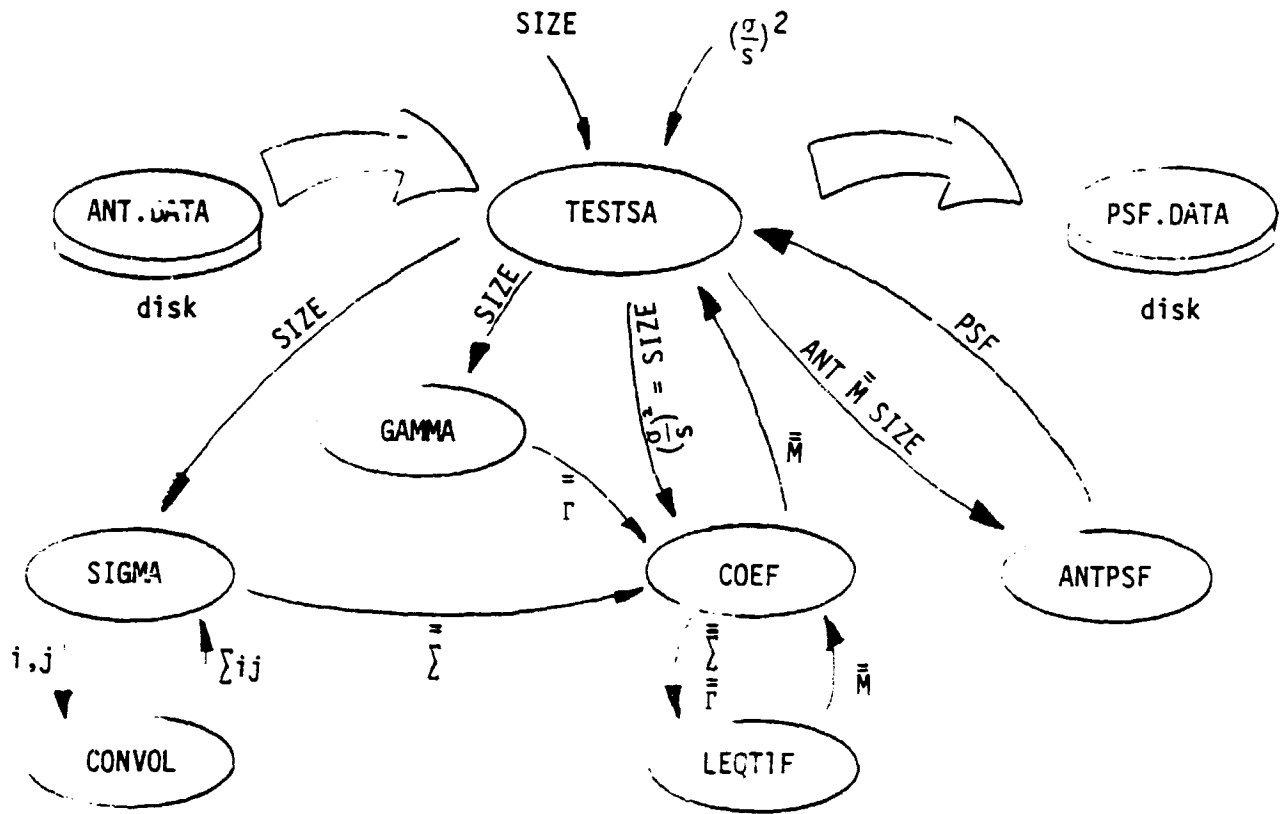 SIZE
(σ/s)²
ANT.DATA
TESTSA
PSF.DATA
disk
disk
SIZE
SIZE
SIZE
(σ/s)² =
PSF
ANT M̿ SIZE
GAMMA
M̿
Γ̿
SIGMA
COEF
ANTPSF
i,j
∑ij
∑̿
∑̿
Γ̿
M̿
CONVOL
LEQT1F